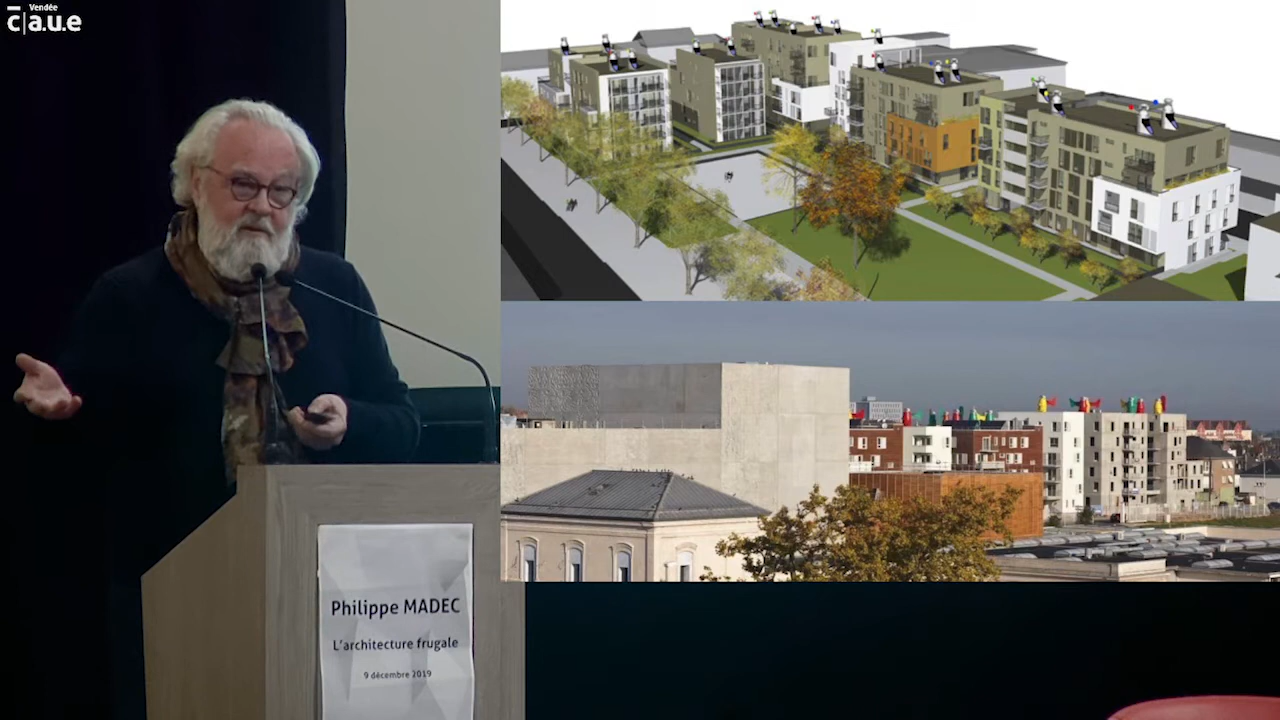 Vendée
c|a.u.e
Philippe MADEC
L'architecture frugale
9 décembre 2019